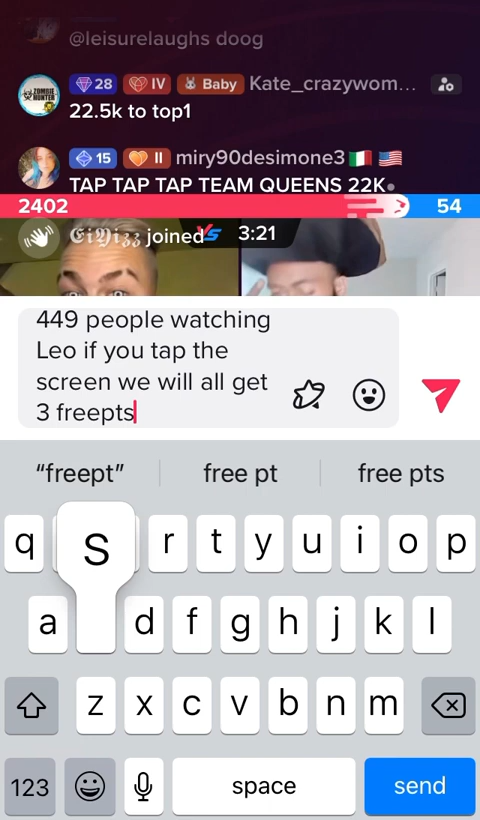 @leisurelaughs doog
28 IV Baby Kate_crazywom...
22.5k to top1
15 II miry90desimone3
TAP TAP TAP TEAM QUEENS 22K
2402 54
𝕰𝖎𝖄𝖎𝖟𝖟 joined VS 3:21
449 people watching
Leo if you tap the
screen we will all get
3 freepts
“freept” free pt free pts
q S r t y u i o p
a d f g h j k l
z x c v b n m
123 space send